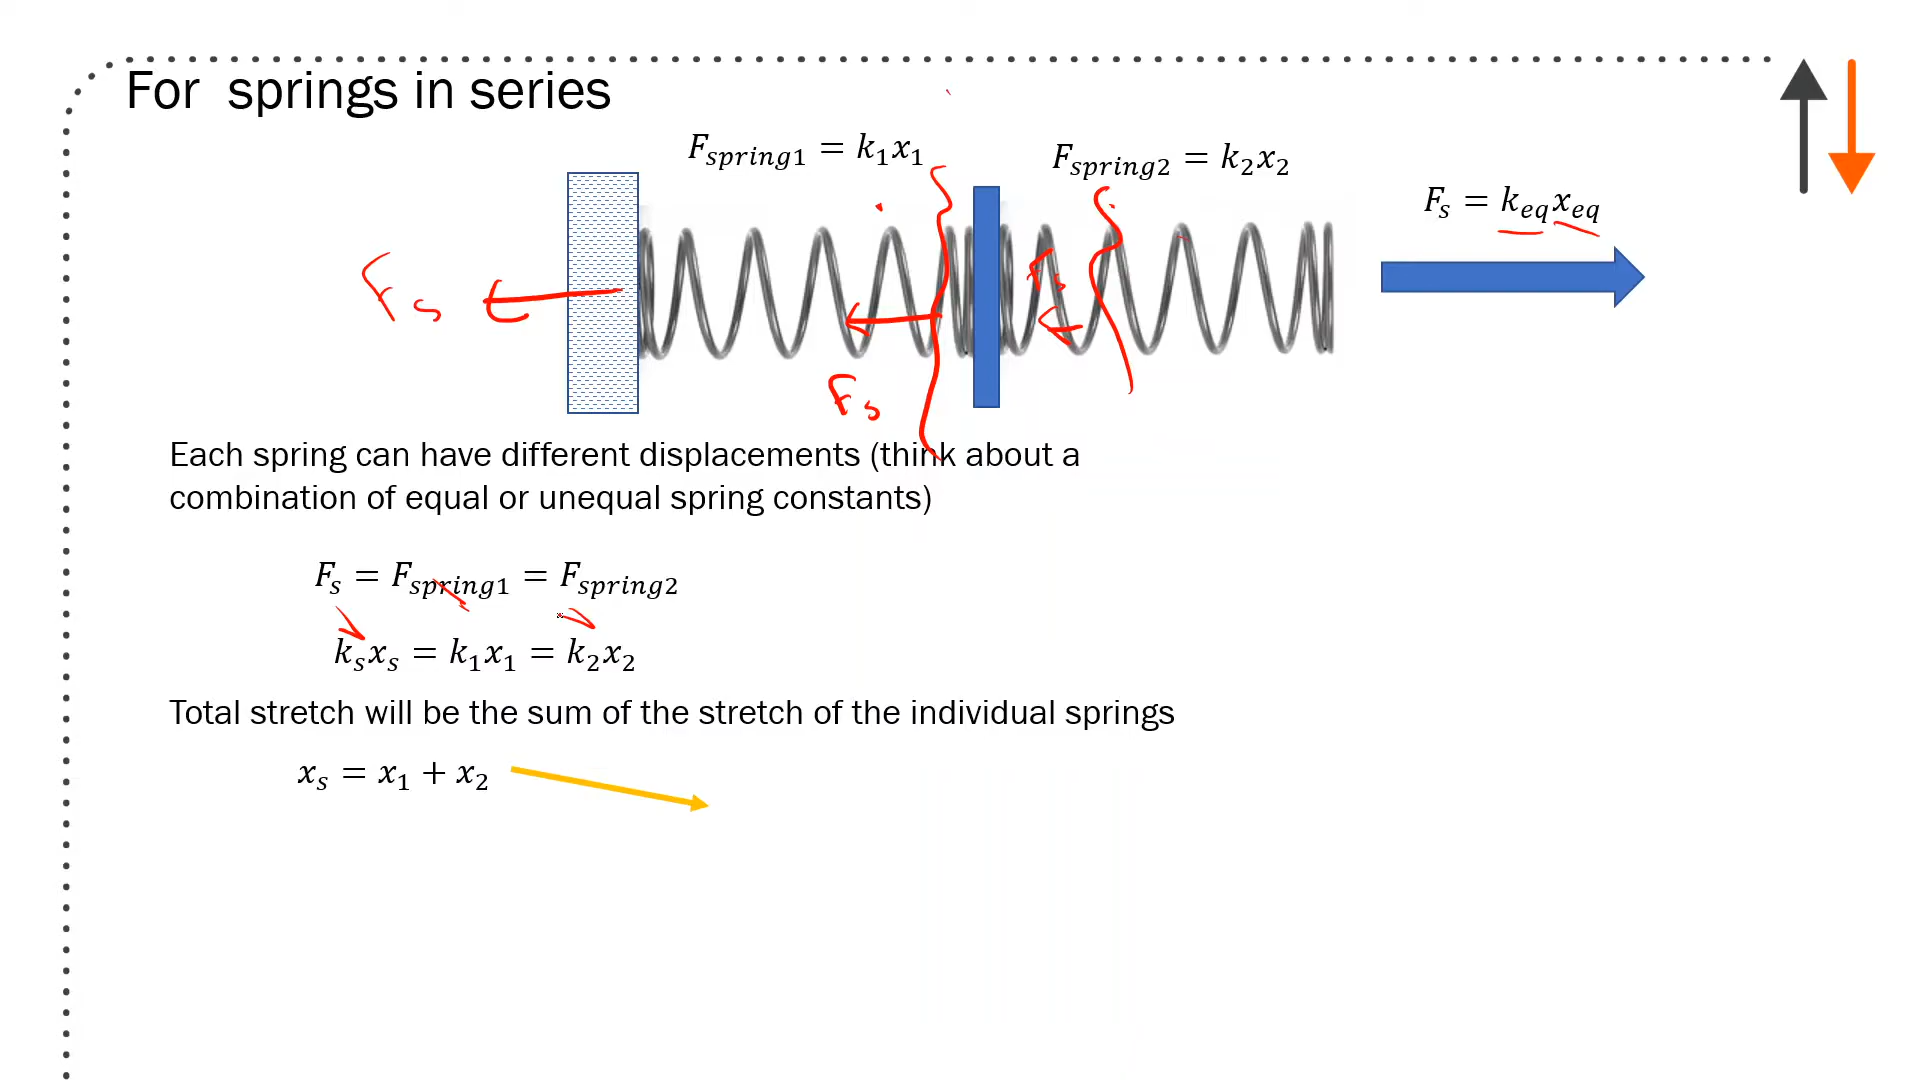 For springs in series
F_spring1 = k_1x_1
F_spring2 = k_2x_2
F_s = k_eq x_eq
F_s
F_s
F_s
Each spring can have different displacements (think about a
combination of equal or unequal spring constants)
F_s = F_spring1 = F_spring2
k_sx_s = k_1x_1 = k_2x_2
Total stretch will be the sum of the stretch of the individual springs
x_s = x_1 + x_2